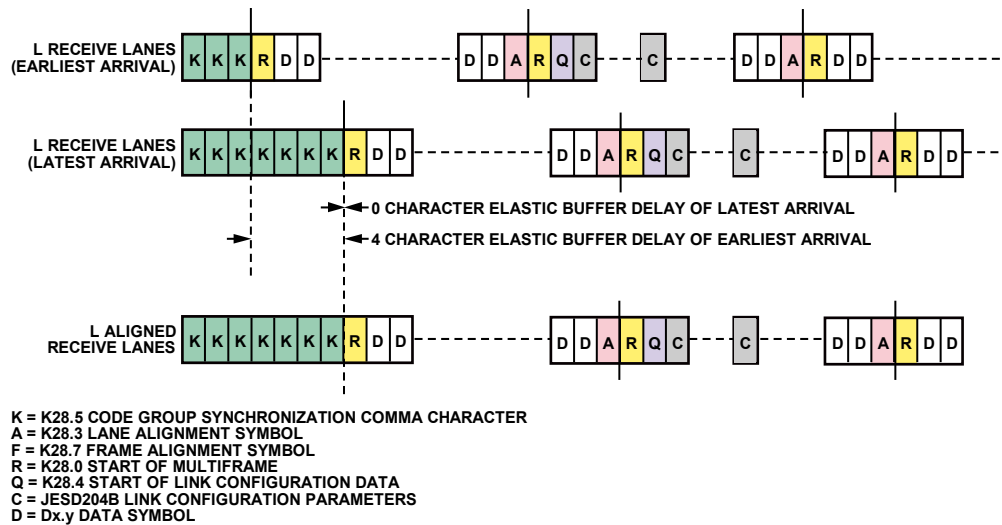 L RECEIVE LANES
(EARLIEST ARRIVAL)
K K K R D D
D D A R Q C
C
D D A R D D
L RECEIVE LANES
(LATEST ARRIVAL)
K K K K K K K R D D
D D A R Q C
C
D D A R D D
0 CHARACTER ELASTIC BUFFER DELAY OF LATEST ARRIVAL
4 CHARACTER ELASTIC BUFFER DELAY OF EARLIEST ARRIVAL
L ALIGNED
RECEIVE LANES
K K K K K K K R D D
D D A R Q C
C
D D A R D D
K = K28.5 CODE GROUP SYNCHRONIZATION COMMA CHARACTER
A = K28.3 LANE ALIGNMENT SYMBOL
F = K28.7 FRAME ALIGNMENT SYMBOL
R = K28.0 START OF MULTIFRAME
Q = K28.4 START OF LINK CONFIGURATION DATA
C = JESD204B LINK CONFIGURATION PARAMETERS
D = Dx.y DATA SYMBOL